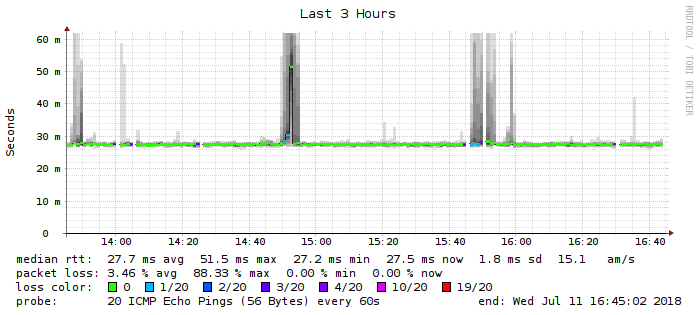 Last 3 Hours
RRDTOOL / TOBI OETIKER
Seconds
60 m
50 m
40 m
30 m
20 m
10 m
0
14:00 14:20 14:40 15:00 15:20 15:40 16:00 16:20 16:40
median rtt: 27.7 ms avg 51.5 ms max 27.2 ms min 27.5 ms now 1.8 ms sd 15.1 am/s
packet loss: 3.46 % avg 88.33 % max 0.00 % min 0.00 % now
loss color: 0 1/20 2/20 3/20 4/20 10/20 19/20
probe: 20 ICMP Echo Pings (56 Bytes) every 60s end: Wed Jul 11 16:45:02 2018